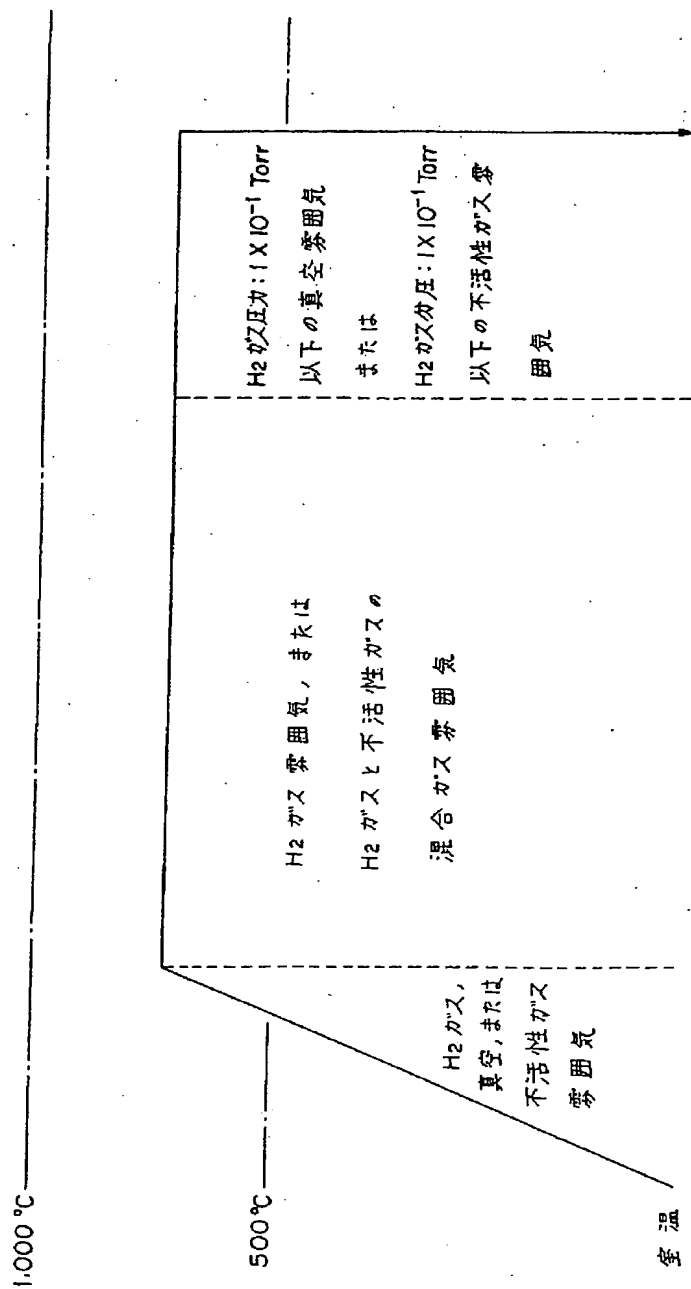 1,000℃
500℃
室温
H2ガス,
真空,または
不活性ガス
雰囲気
H2ガス雰囲気,または
H2ガスと不活性ガスの
混合ガス雰囲気
H2ガス圧力:1×10⁻¹ Torr
以下の真空雰囲気
または
H2ガス分圧:1×10⁻¹ Torr
以下の不活性ガス雰
囲気